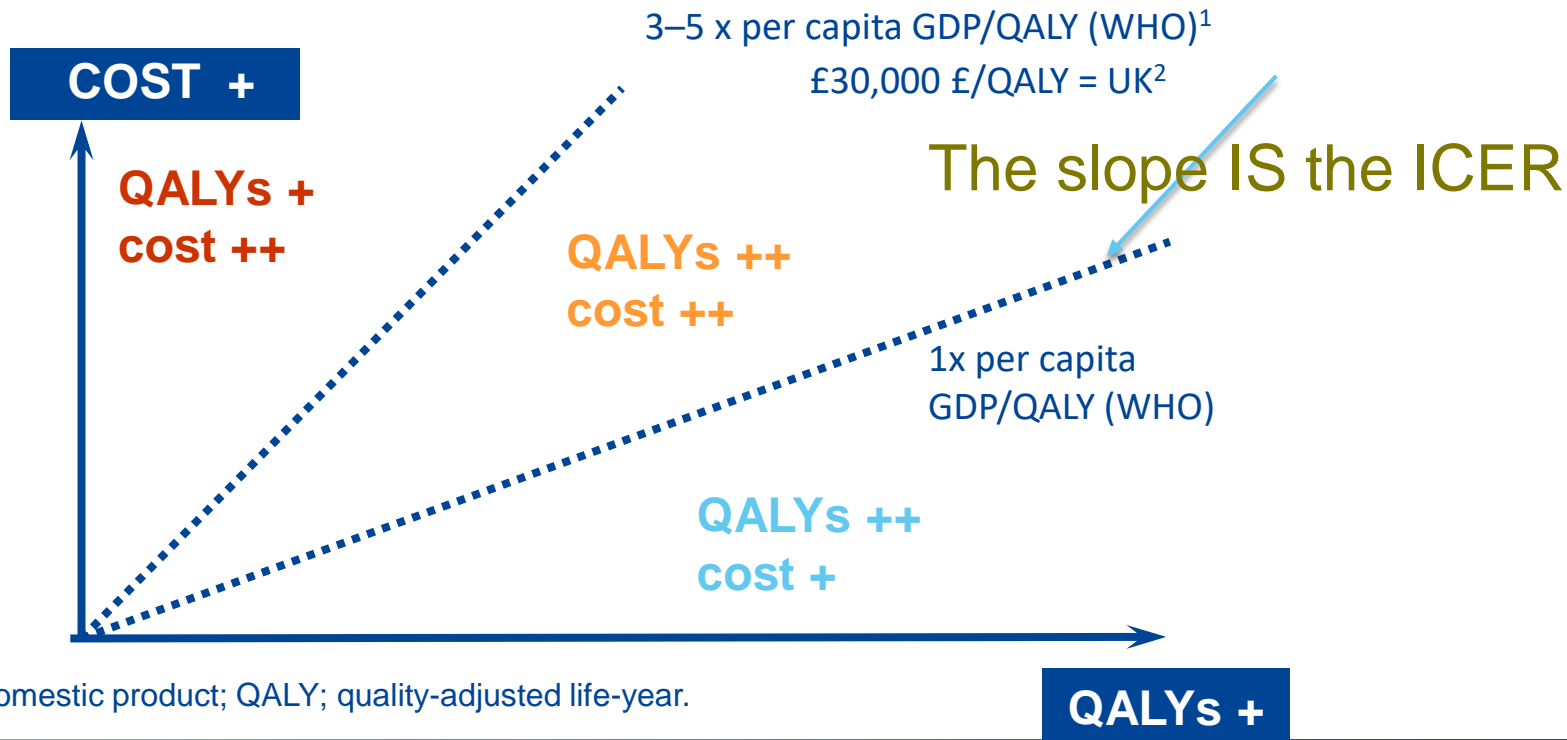 3–5 x per capita GDP/QALY (WHO)1
£30,000 £/QALY = UK2
COST +
The slope IS the ICER
QALYs +
cost ++
QALYs ++
cost ++
1x per capita
GDP/QALY (WHO)
QALYs ++
cost +
omestic product; QALY; quality-adjusted life-year.
QALYs +